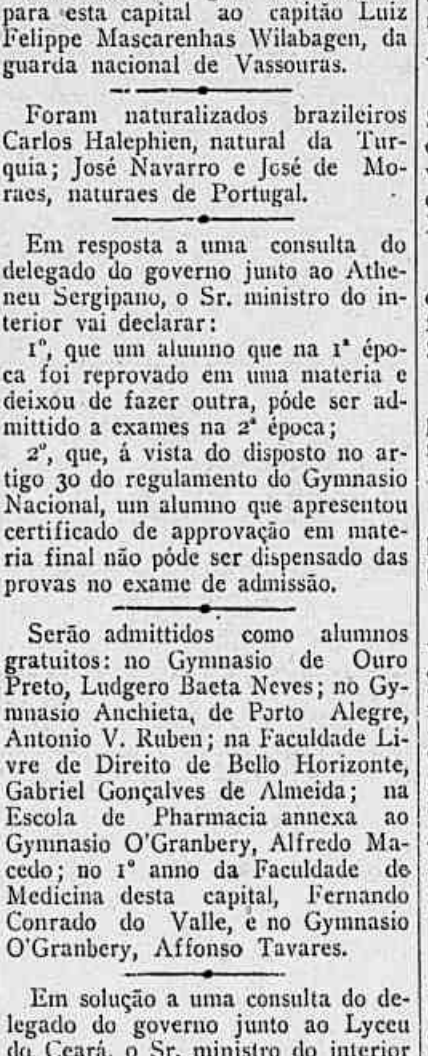 para esta capital ao capitão Luiz
Felippe Mascarenhas Wilabagen, da
guarda nacional de Vassouras.
Foram naturalizados brazileiros
Carlos Halephien, natural da Tur-
quia; José Navarro e José de Mo-
raes, naturaes de Portugal.
Em resposta a uma consulta do
delegado do governo junto ao Athe-
neu Sergipano, o Sr. ministro do in-
terior vai declarar:
1º, que um alumno que na 1ª épo-
ca foi reprovado em uma materia e
deixou de fazer outra, póde ser ad-
mittido a exames na 2ª época;
2º, que, á vista do disposto no ar-
tigo 30 do regulamento do Gymnasio
Nacional, um alumno que apresentou
certificado de approvação em mate-
ria final não póde ser dispensado das
provas no exame de admissão.
Serão admittidos como alumnos
gratuitos: no Gymnasio de Ouro
Preto, Ludgero Baeta Neves; no Gy-
mnasio Anchieta, de Porto Alegre,
Antonio V. Ruben; na Faculdade Li-
vre de Direito de Bello Horizonte,
Gabriel Gonçalves de Almeida; na
Escola de Pharmacia annexa ao
Gymnasio O'Granbery, Alfredo Ma-
cedo; no 1º anno da Faculdade de
Medicina desta capital, Fernando
Conrado do Valle, e no Gymnasio
O'Granbery, Affonso Tavares.
Em solução a uma consulta do de-
legado do governo junto ao Lyceu
do Ceará, o Sr. ministro do interior